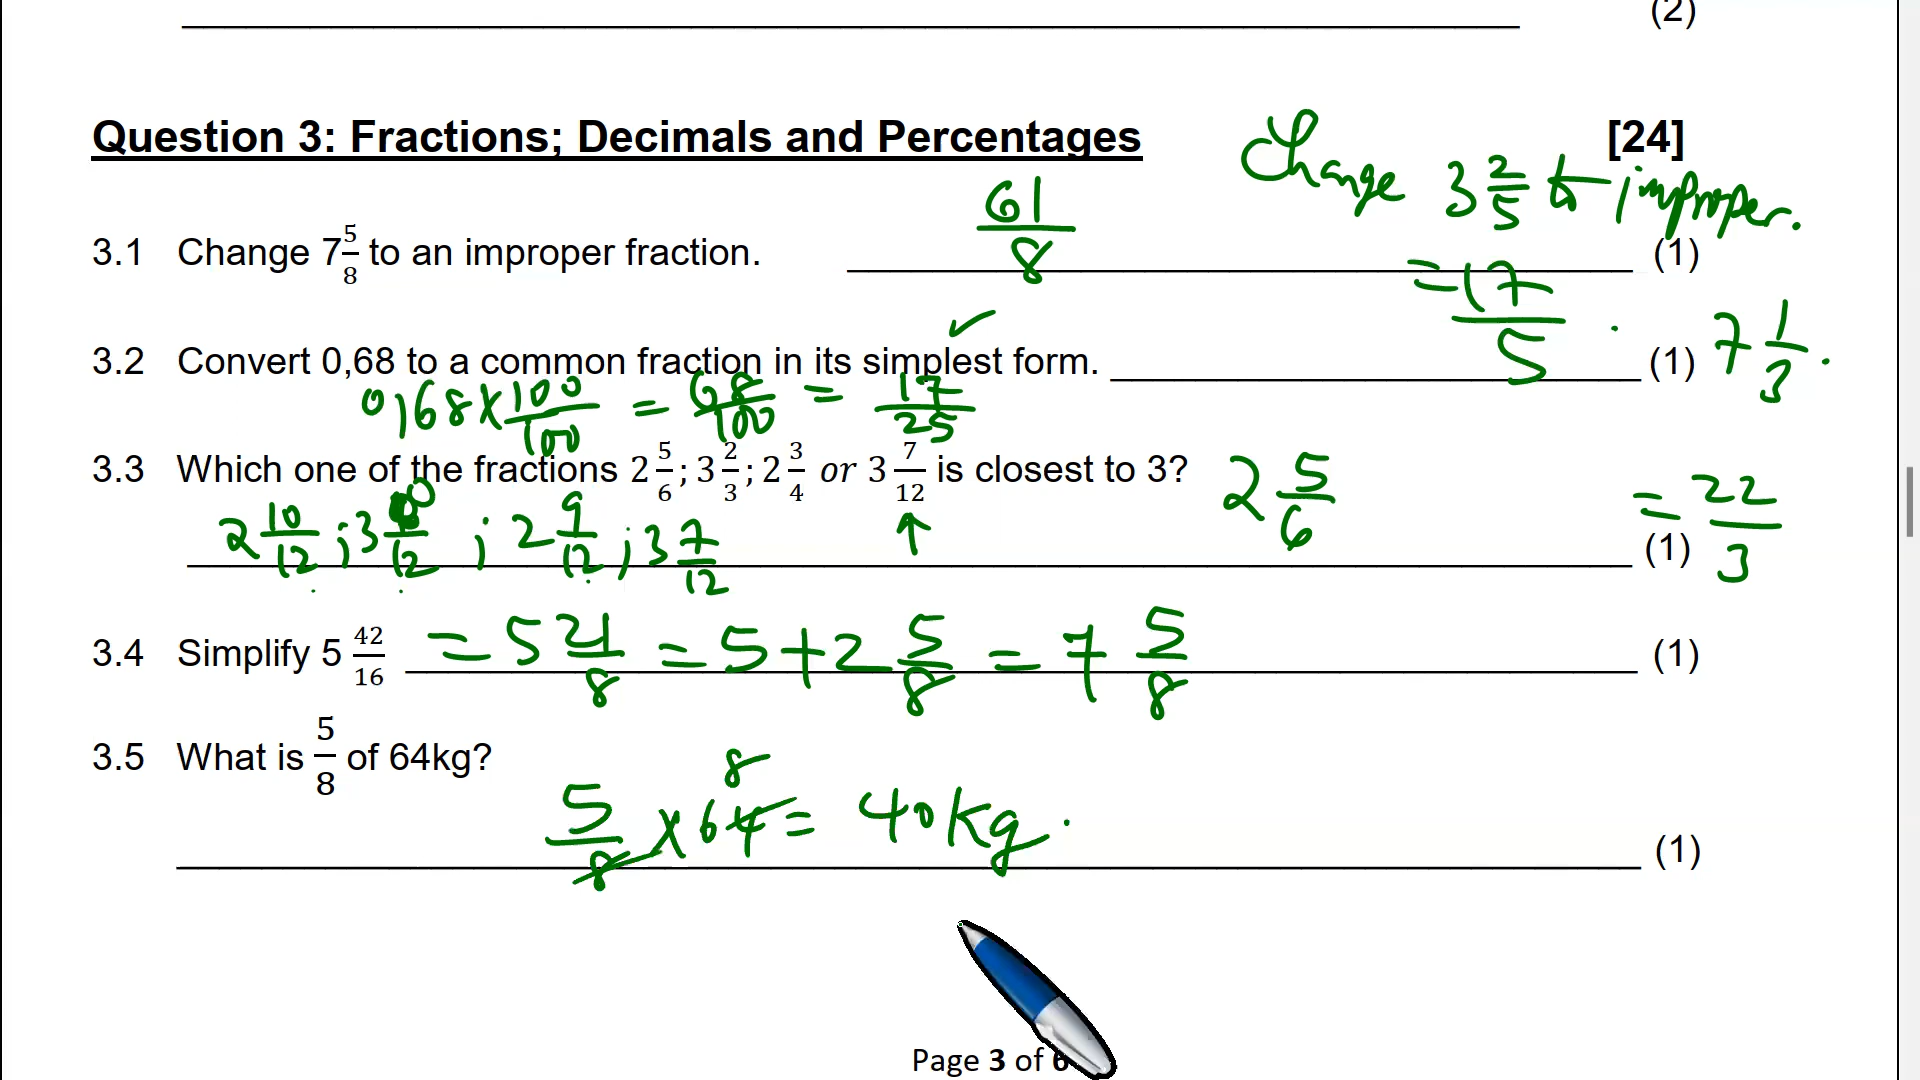 (2)
Question 3: Fractions; Decimals and Percentages [24]
Change 3 2/5 to improper.
3.1 Change 7 5/8 to an improper fraction. 61/8 (1)
= 17/5
3.2 Convert 0,68 to a common fraction in its simplest form. (1) 7 1/3.
0,68 × 100/100 = 68/100 = 17/25
3.3 Which one of the fractions 2 5/6; 3 2/3; 2 3/4 or 3 7/12 is closest to 3? 2 5/6
= 22/3
2 10/12 ; 3 /12 ; 2 9/12 ; 3 7/12 (1)
3.4 Simplify 5 42/16 = 5 21/8 = 5 + 2 5/8 = 7 5/8 (1)
3.5 What is 5/8 of 64kg?
5/8 × 64 = 40kg. (1)
8
Page 3 of 6